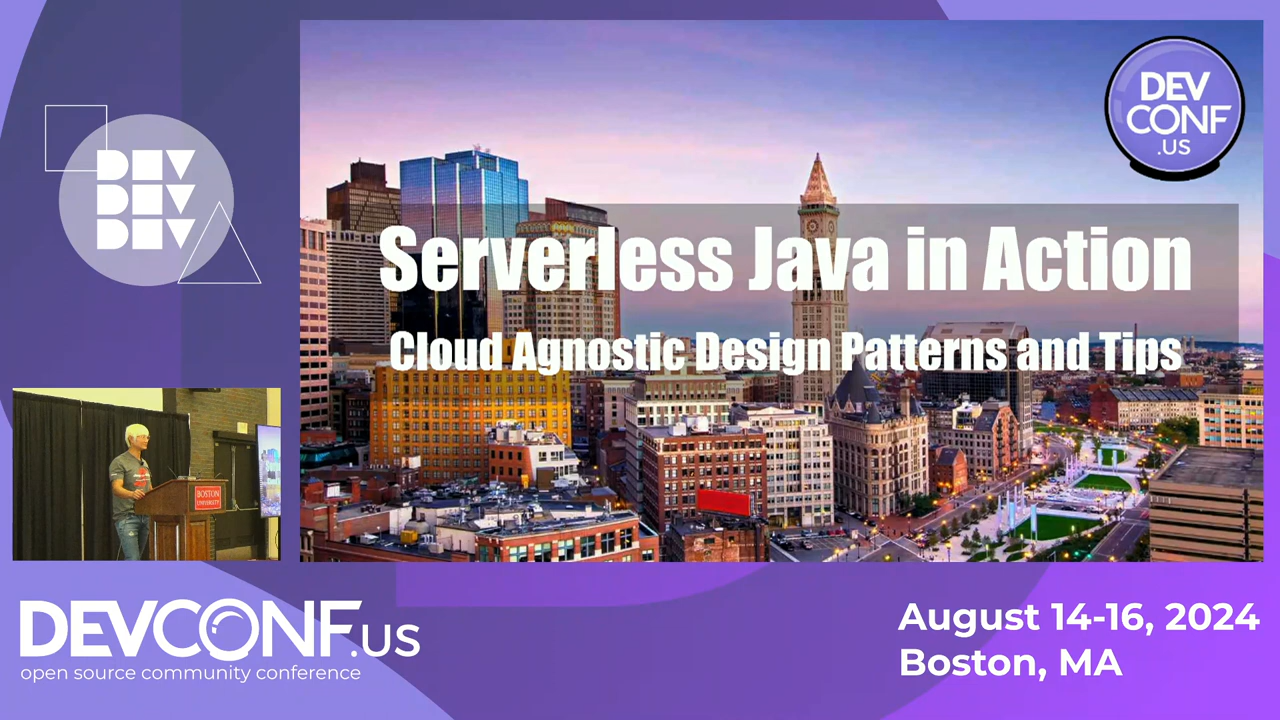 DEV
DEV
DEV
DEV
CONF
.US
Serverless Java in Action
Cloud Agnostic Design Patterns and Tips
BOSTON
UNIVERSITY
DEVCONF.US
open source community conference
August 14-16, 2024
Boston, MA